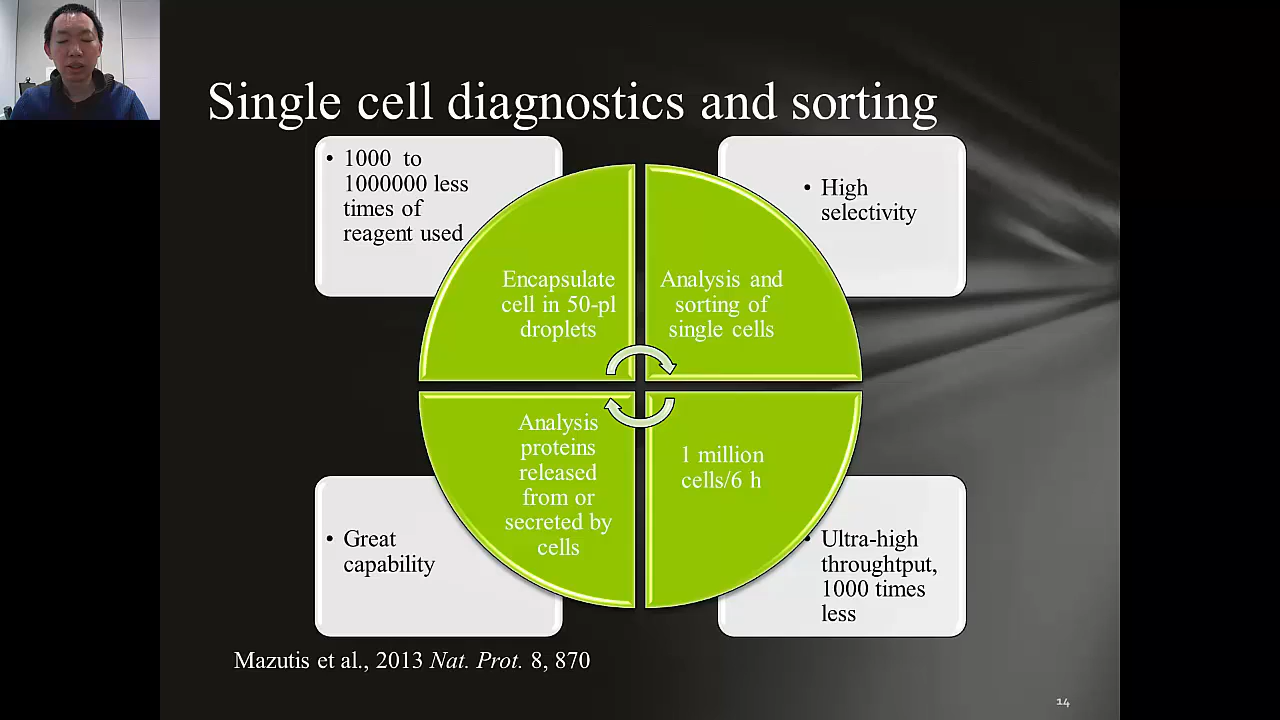 Single cell diagnostics and sorting
• 1000 to
1000000 less
times of
reagent used
• High
selectivity
Encapsulate
cell in 50-pl
droplets
Analysis and
sorting of
single cells
Analysis
proteins
released
from or
secreted by
cells
1 million
cells/6 h
• Great
capability
• Ultra-high
throughtput,
1000 times
less
Mazutis et al., 2013 Nat. Prot. 8, 870
14